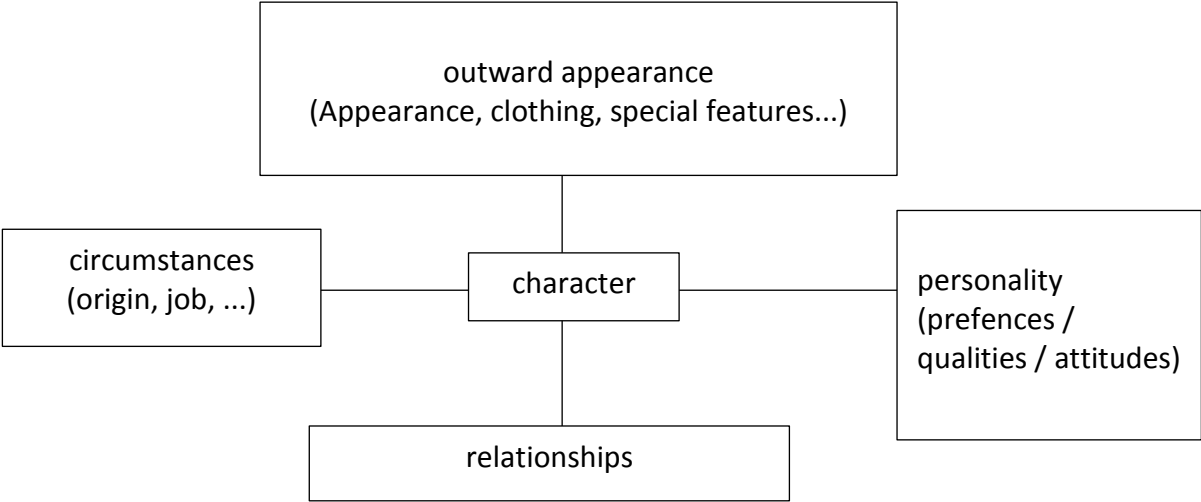 outward appearance
(Appearance, clothing, special features...)
circumstances
(origin, job, ...)
character
personality
(prefences /
qualities / attitudes)
relationships